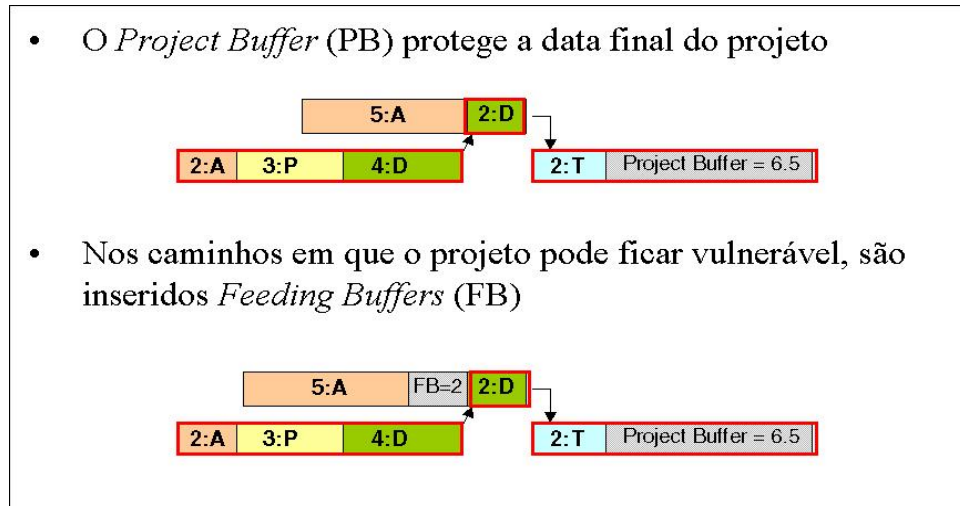 • O Project Buffer (PB) protege a data final do projeto
5:A 2:D
2:A 3:P 4:D 2:T Project Buffer = 6.5
• Nos caminhos em que o projeto pode ficar vulnerável, são
inseridos Feeding Buffers (FB)
5:A FB=2 2:D
2:A 3:P 4:D 2:T Project Buffer = 6.5